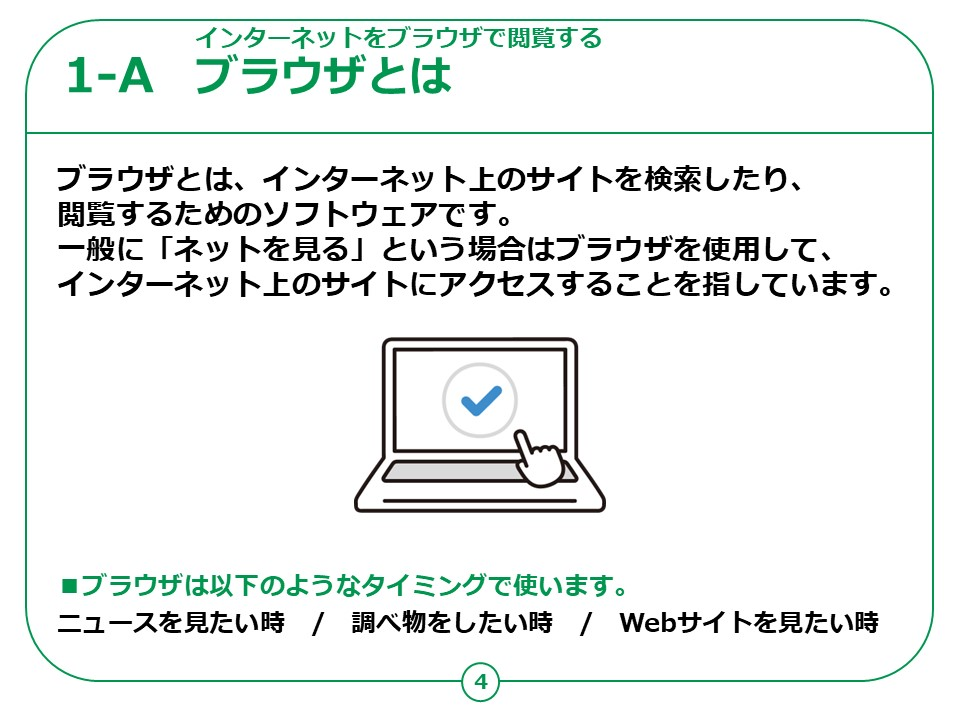 インターネットをブラウザで閲覧する
1-A ブラウザとは
ブラウザとは、インターネット上のサイトを検索したり、
閲覧するためのソフトウェアです。
一般に「ネットを見る」という場合はブラウザを使用して、
インターネット上のサイトにアクセスすることを指しています。
■ブラウザは以下のようなタイミングで使います。
ニュースを見たい時 / 調べ物をしたい時 / Webサイトを見たい時
4